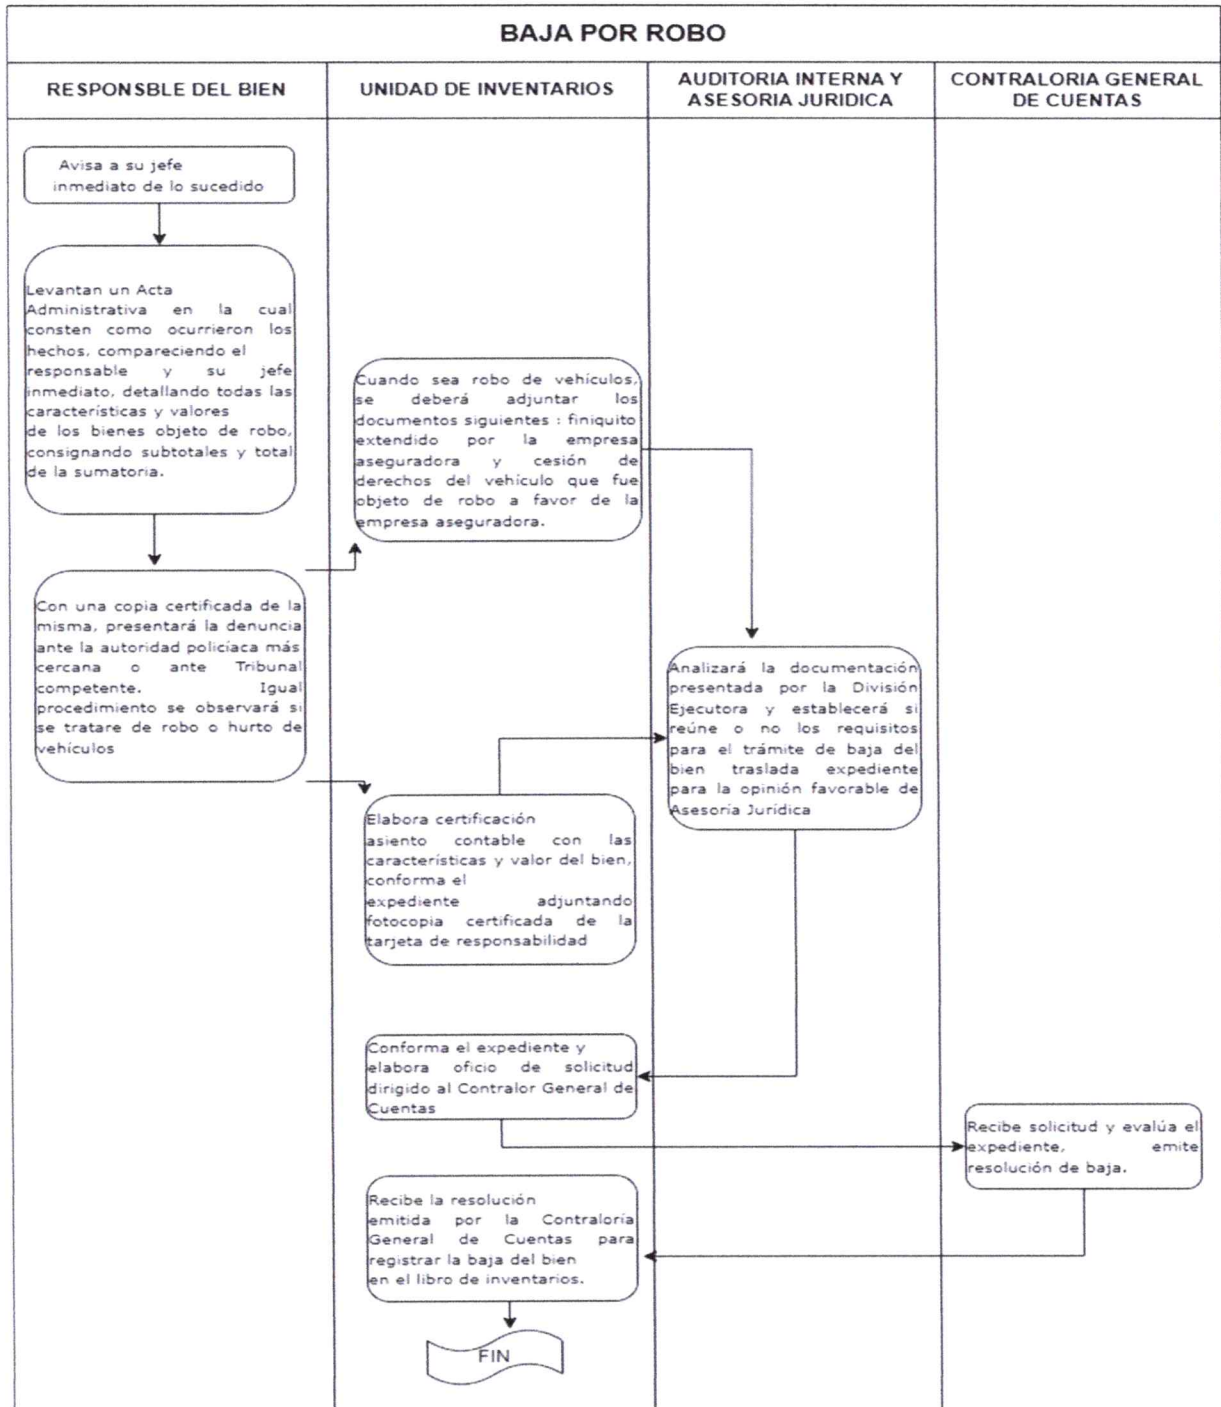 BAJA POR ROBO
RESPONSBLE DEL BIEN
UNIDAD DE INVENTARIOS
AUDITORIA INTERNA Y
ASESORIA JURIDICA
CONTRALORIA GENERAL
DE CUENTAS
Avisa a su jefe
inmediato de lo sucedido
Levantan un Acta
Administrativa en la cual
consten como ocurrieron los
hechos, compareciendo el
responsable y su jefe
inmediato, detallando todas las
características y valores
de los bienes objeto de robo,
consignando subtotales y total
de la sumatoria.
Cuando sea robo de vehículos,
se deberá adjuntar los
documentos siguientes : finiquito
extendido por la empresa
aseguradora y cesión de
derechos del vehículo que fue
objeto de robo a favor de la
empresa aseguradora.
Con una copia certificada de la
misma, presentará la denuncia
ante la autoridad policíaca más
cercana o ante Tribunal
competente. Igual
procedimiento se observará si
se tratare de robo o hurto de
vehículos
Analizará la documentación
presentada por la División
Ejecutora y establecerá si
reúne o no los requisitos
para el trámite de baja del
bien traslada expediente
para la opinión favorable de
Asesoría Jurídica
Elabora certificación
asiento contable con las
características y valor del bien,
conforma el
expediente adjuntando
fotocopia certificada de la
tarjeta de responsabilidad
Conforma el expediente y
elabora oficio de solicitud
dirigido al Contralor General de
Cuentas
Recibe solicitud y evalúa el
expediente, emite
resolución de baja.
Recibe la resolución
emitida por la Contraloría
General de Cuentas para
registrar la baja del bien
en el libro de inventarios.
FIN